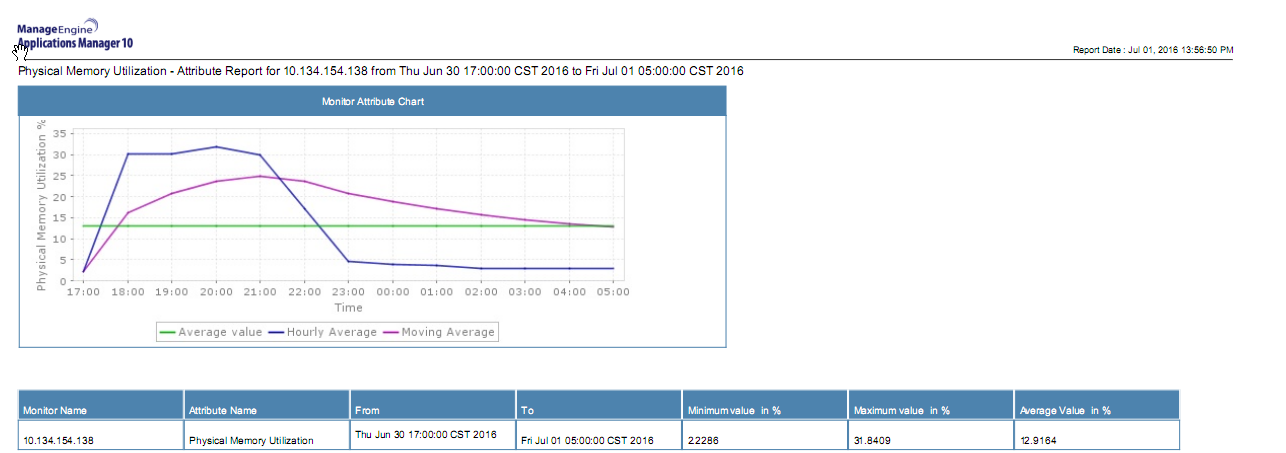 ManageEngine
Applications Manager 10
Report Date : Jul 01, 2016 13:56:50 PM
Physical Memory Utilization - Attribute Report for 10.134.154.138 from Thu Jun 30 17:00:00 CST 2016 to Fri Jul 01 05:00:00 CST 2016
Monitor Attribute Chart
Physical Memory Utilization %
35
30
25
20
15
10
5
0
17:00 18:00 19:00 20:00 21:00 22:00 23:00 00:00 01:00 02:00 03:00 04:00 05:00
Time
Average value Hourly Average Moving Average
Monitor Name Attribute Name From To Minimum value in % Maximum value in % Average Value in %
10.134.154.138 Physical Memory Utilization Thu Jun 30 17:00:00 CST 2016 Fri Jul 01 05:00:00 CST 2016 2.2286 31.8409 12.9164